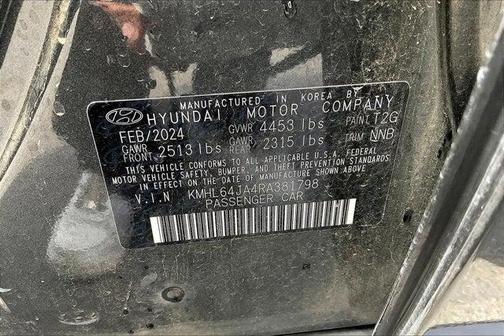 MANUFACTURED IN KOREA BY
HYUNDAI MOTOR COMPANY
FEB/2024 GVWR 4453 lbs PAINT T2G
GAWR FRONT 2513 lbs GAWR REAR 2315 lbs TRIM NNB
THIS VEHICLE CONFORMS TO ALL APPLICABLE U.S.A. FEDERAL
MOTOR VEHICLE SAFETY, BUMPER, AND THEFT PREVENTION
STANDARDS IN EFFECT ON THE DATE OF MANUFACTURE SHOWN ABOVE.
V.I.N KMHL64JA4RA381798
PASSENGER CAR